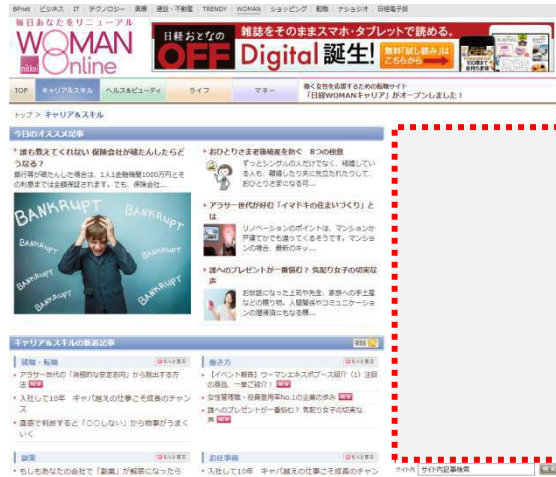 BPnet ビジネス IT テクノロジー 医療 建設・不動産 TRENDY WOMAN ショッピング 転職 ナショジオ 日経電子版
毎日あなたをリニューアル
WOMAN
nikkei Online
日経おとなの
OFF
雑誌をそのままスマホ・タブレットで読める。
Digital 誕生!
無料「試し読み」は
こちらから
TOP キャリア&スキル ヘルス&ビューティ ライフ マネー
働く女性を応援するための転職サイト
「日経WOMANキャリア」がオープンしました！
トップ > キャリア&スキル
今日のオススメ記事
誰も教えてくれない 保険会社が破たんしたらどうなる？
銀行等が破たんした場合は、1人1金融機関1000万円とその利息までは全額保証されます。でも、保険会社...
BANKRUPT
BANKRUPT
BANKRUPT
BANKRUPT
BANKRUPT
BANKRUPT
おひとりさま老後破産を防ぐ 8つの極意
ずっとシングルの人だけでなく、結婚している人も、離婚したり夫に先立たれたりして、おひとりさまになる可...
アラサー世代が好む「イマドキの住まいづくり」とは
リノベーションのポイントは、マンションか戸建てかでも違ってくるそうです。マンションの場合、最新のキッ...
誰へのプレゼントが一番悩む？ 気配り女子の切実な声
お世話になった上司や先生、家族への手土産などの贈り物。人間関係やコミュニケーションの潤滑油にもなる贈...
キャリア&スキルの新着記事
RSS
就職・転職 もっと見る
アラサー世代の「消極的な安定志向」から脱出する方法 NEW
入社して10年 キャパ越えの仕事こそ成長のチャンス
直感で判断すると「○○しない」から物事がうまくいく
働き方 もっと見る
【イベント報告】ウーマンエキスポブース紹介（1）注目の商品、一挙ご紹介！ NEW
女性管理職・役員登用率No.1の企業の歩み NEW
誰へのプレゼントが一番悩む？ 気配り女子の切実な声 NEW
副業 もっと見る
もしもあなたの会社で「副業」が解禁になったら
お仕事術 もっと見る
入社して10年 キャパ越えの仕事こそ成長のチャン
サイト内 サイト内記事検索